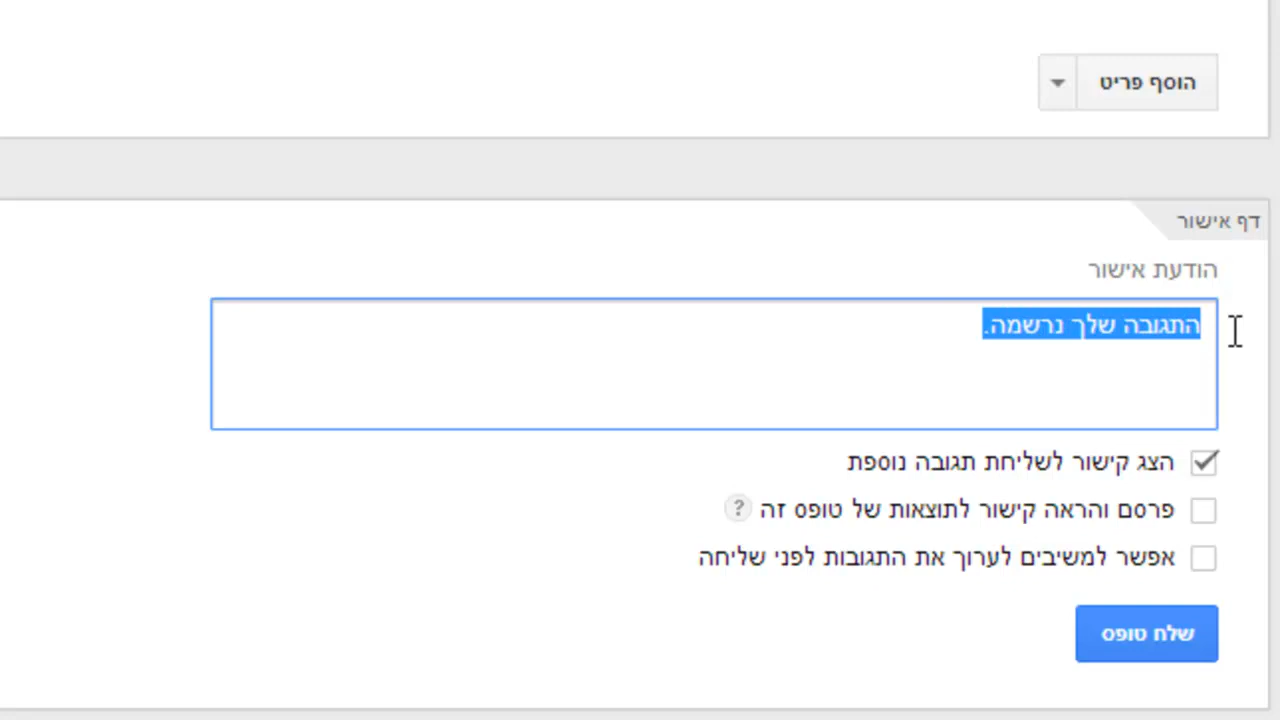 הוסף פריט
דף אישור
הודעת אישור
התגובה שלך נרשמה.
הצג קישור לשליחת תגובה נוספת
פרסם והראה קישור לתוצאות של טופס זה ?
אפשר למשיבים לערוך את התגובות לפני שליחה
שלח טופס